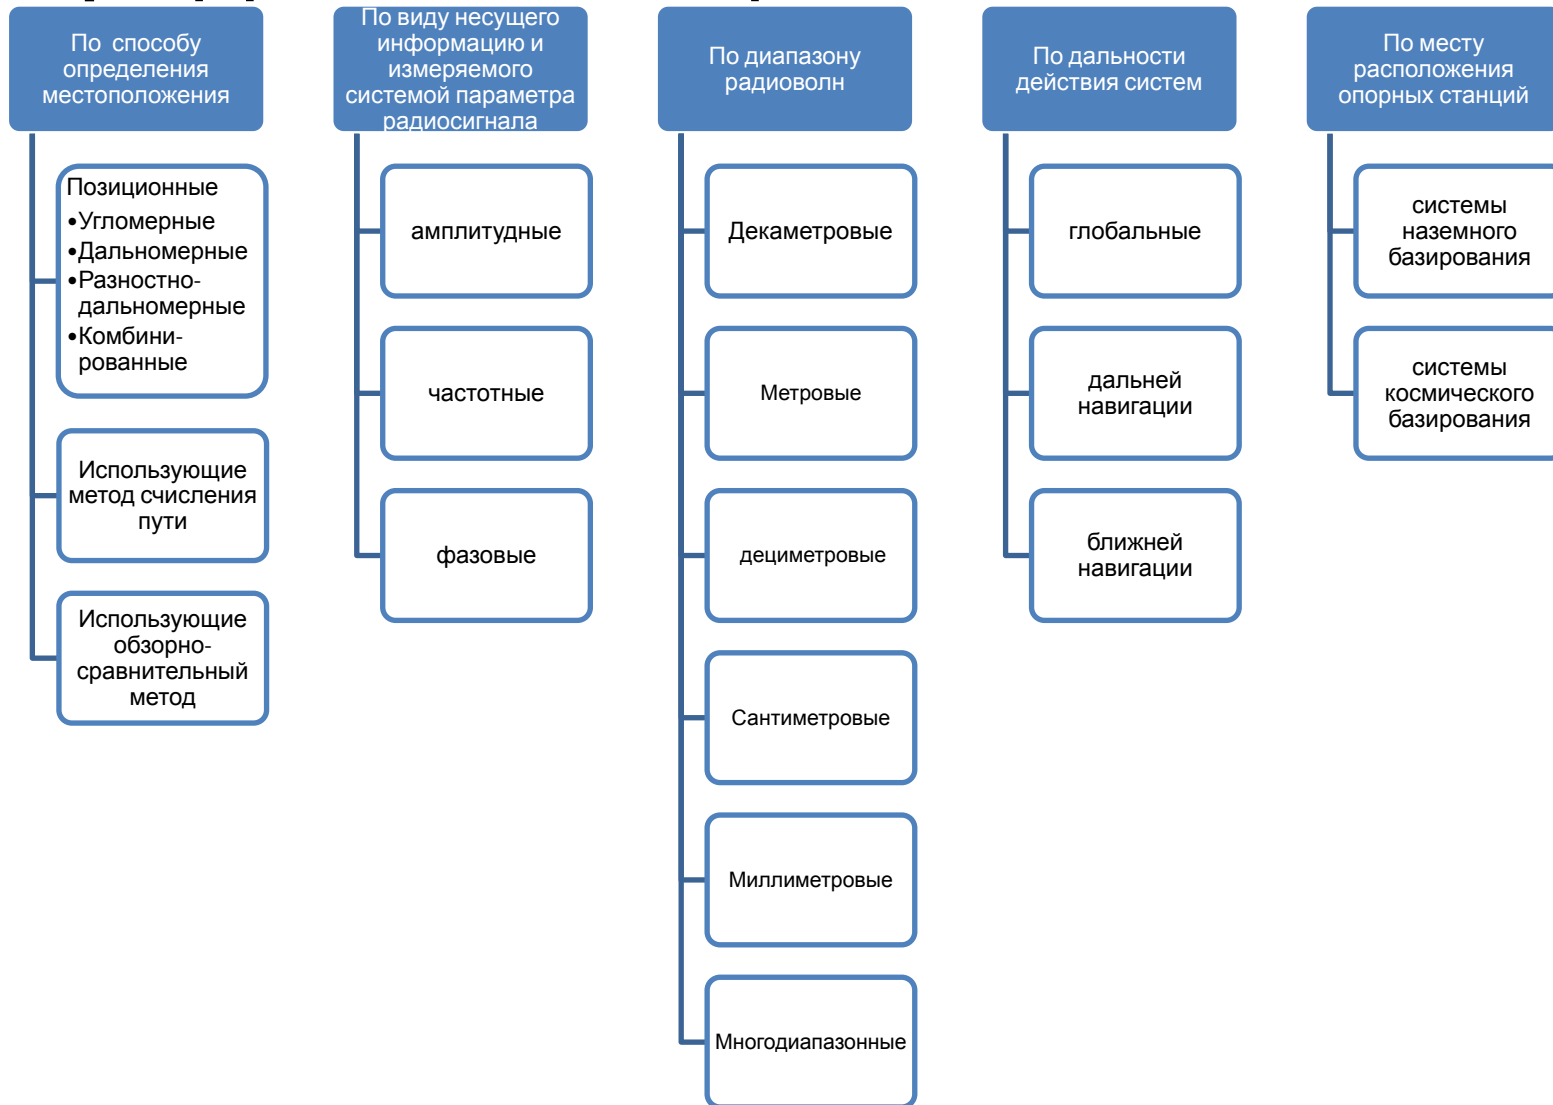 По способу
определения
местоположения
Позиционные
•Угломерные
•Дальномерные
•Разностно-
дальномерные
•Комбини-
рованные
Использующие
метод счисления
пути
Использующие
обзорно-
сравнительный
метод
По виду несущего
информацию и
измеряемого
системой параметра
радиосигнала
амплитудные
частотные
фазовые
По диапазону
радиоволн
Декаметровые
Метровые
дециметровые
Сантиметровые
Миллиметровые
Многодиапазонные
По дальности
действия систем
глобальные
дальней
навигации
ближней
навигации
По месту
расположения
опорных станций
системы
наземного
базирования
системы
космического
базирования